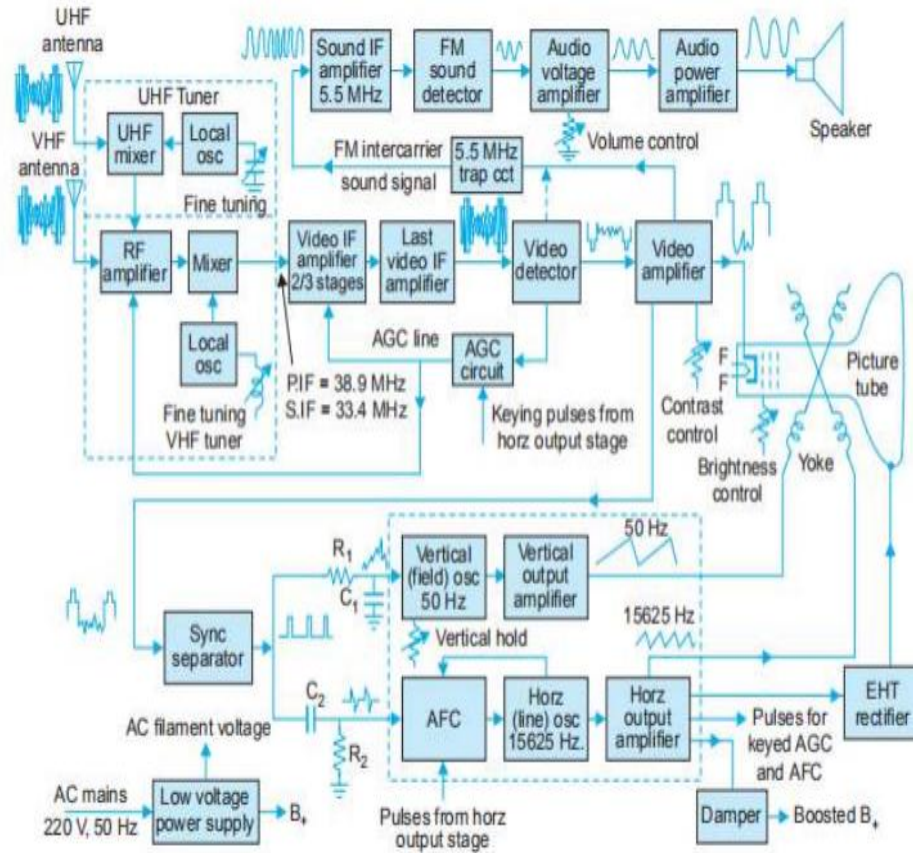 UHF
antenna
VHF
antenna
UHF Tuner
UHF
mixer
Local
osc
Fine tuning
RF
amplifier
Mixer
Local
osc
Fine tuning
VHF tuner
Sound IF
amplifier
5.5 MHz
FM
sound
detector
Audio
voltage
amplifier
Audio
power
amplifier
Speaker
Volume control
FM intercarrier
sound signal
5.5 MHz
trap cct
Video IF
amplifier
2/3 stages
Last
video IF
amplifier
Video
detector
Video
amplifier
AGC line
AGC
circuit
P.IF = 38.9 MHz
S.IF = 33.4 MHz
Keying pulses from
horz output stage
Contrast
control
F
F
Picture
tube
Brightness
control
Yoke
R1
C1
Vertical
(field) osc
50 Hz
Vertical
output
amplifier
50 Hz
Vertical hold
15625 Hz
Sync
separator
C2
R2
AFC
Horz
(line) osc
15625 Hz.
Horz
output
amplifier
EHT
rectifier
Pulses for
keyed AGC
and AFC
AC filament voltage
AC mains
220 V, 50 Hz
Low voltage
power supply
B+
Pulses from horz
output stage
Damper
Boosted B+